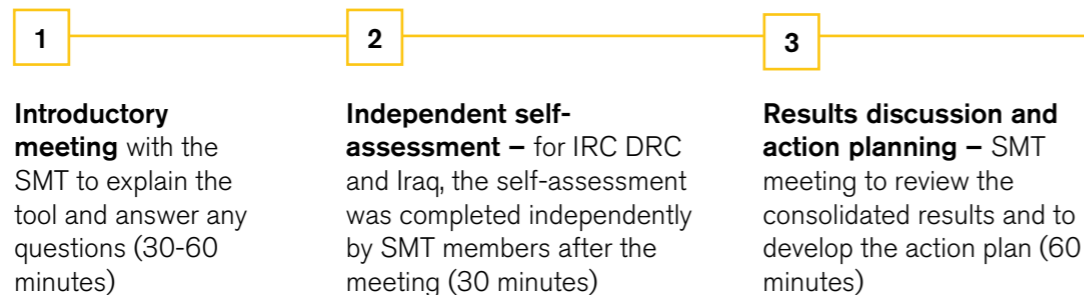 1
Introductory
meeting with the
SMT to explain the
tool and answer any
questions (30-60
minutes)
2
Independent self-
assessment – for IRC DRC
and Iraq, the self-assessment
was completed independently
by SMT members after the
meeting (30 minutes)
3
Results discussion and
action planning – SMT
meeting to review the
consolidated results and to
develop the action plan (60
minutes)